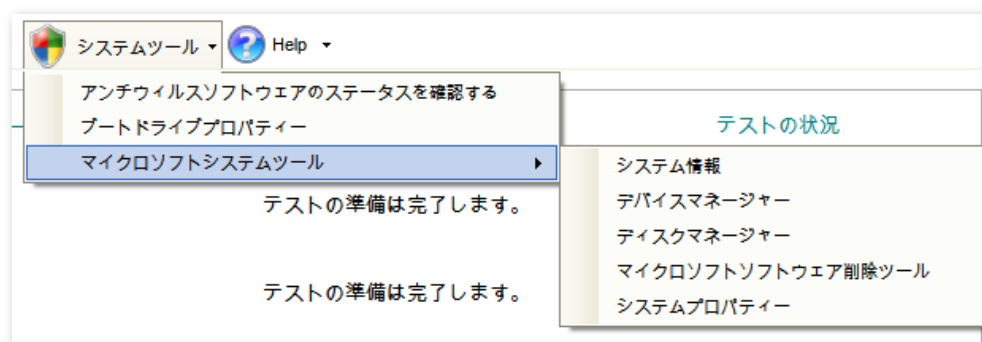 システムツール Help
アンチウィルスソフトウェアのステータスを確認する
ブートドライブプロパティー
テストの状況
マイクロソフトシステムツール
システム情報
デバイスマネージャー
ディスクマネージャー
マイクロソフトソフトウェア削除ツール
システムプロパティー
テストの準備は完了します。
テストの準備は完了します。